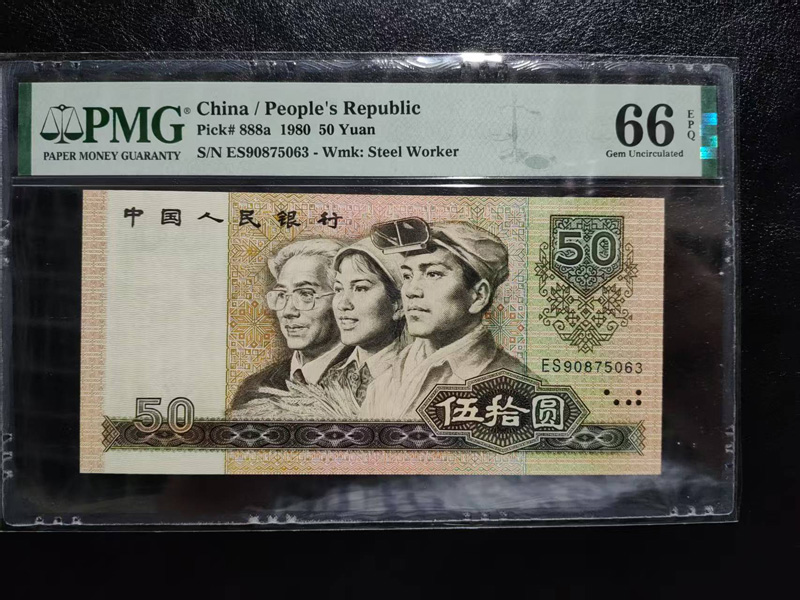 PMG®
PAPER MONEY GUARANTY
China / People's Republic
Pick# 888a 1980 50 Yuan
S/N ES90875063 - Wmk: Steel Worker
66 EPQ
Gem Uncirculated
中国人民银行
50
ES90875063
50
伍拾圆